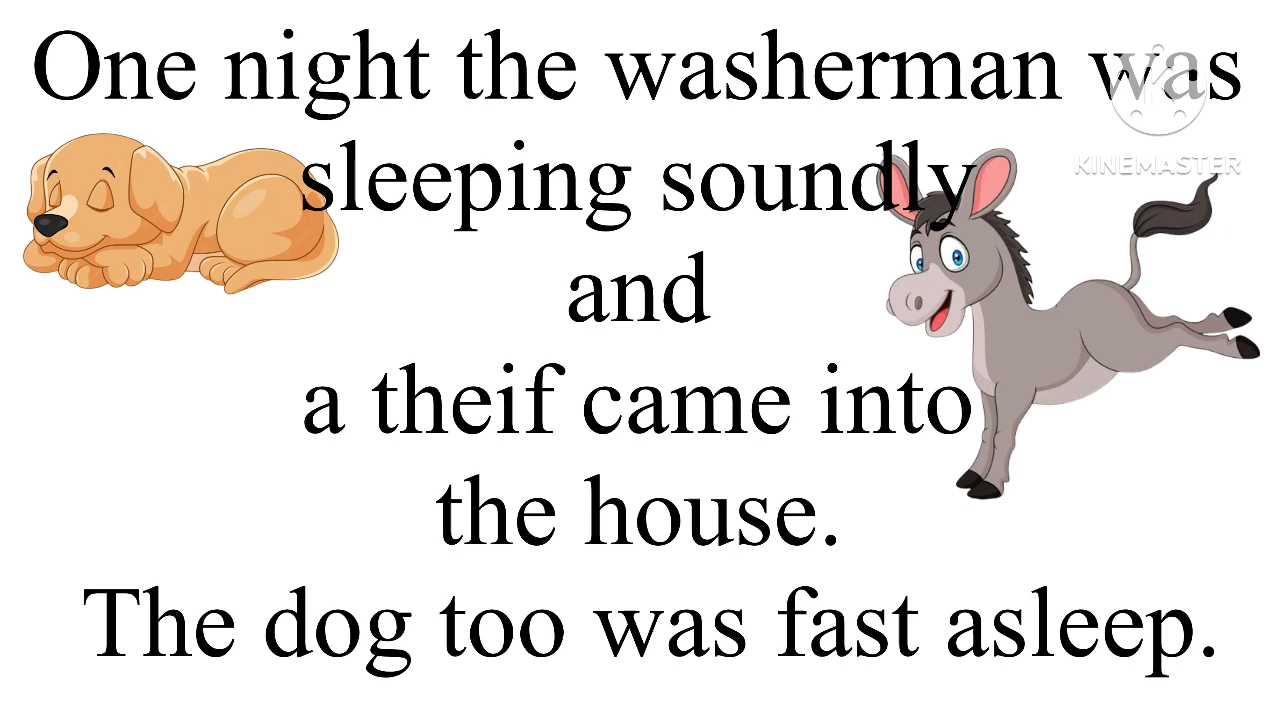 One night the washerman was
sleeping soundly
and
a theif came into
the house.
The dog too was fast asleep.
KINEMASTER